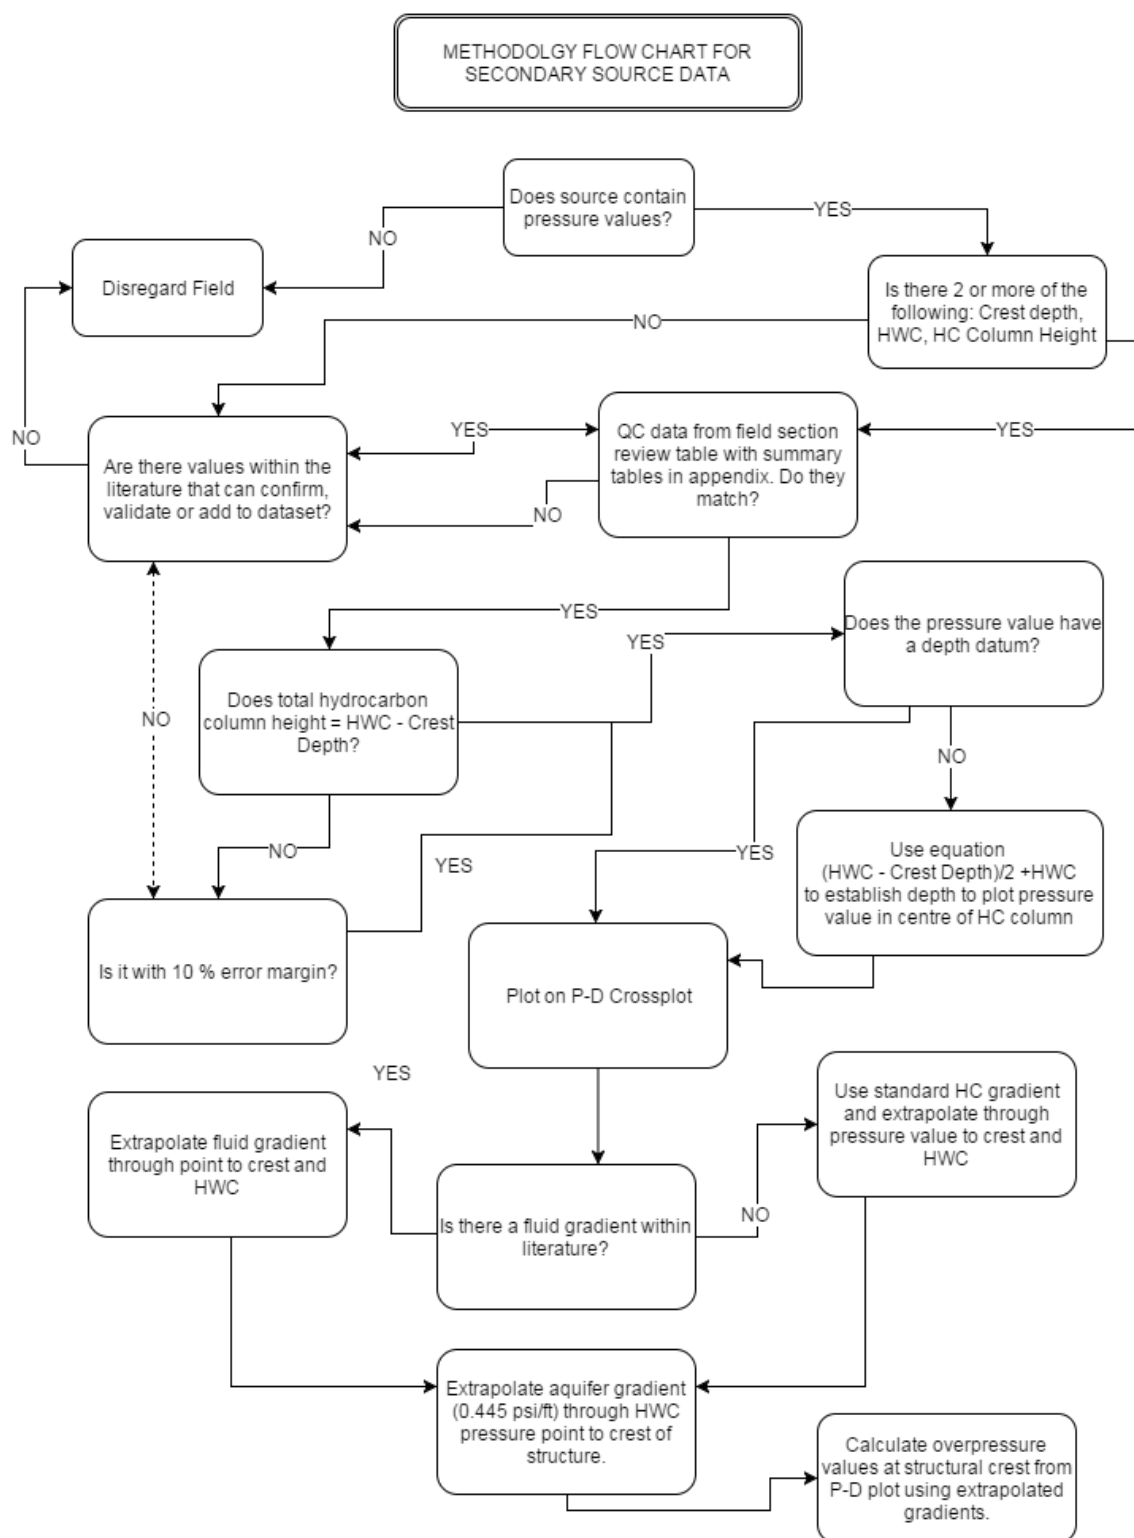 METHODOLGY FLOW CHART FOR
SECONDARY SOURCE DATA
Does source contain
pressure values?
YES
NO
Disregard Field
Is there 2 or more of the
following: Crest depth,
HWC, HC Column Height
NO
NO
YES
YES
QC data from field section
review table with summary
tables in appendix. Do they
match?
Are there values within the
literature that can confirm,
validate or add to dataset?
NO
YES
YES
Does the pressure value have
a depth datum?
Does total hydrocarbon
column height = HWC - Crest
Depth?
NO
NO
NO
YES
YES
Use equation
(HWC - Crest Depth)/2 +HWC
to establish depth to plot pressure
value in centre of HC column
Is it with 10 % error margin?
Plot on P-D Crossplot
YES
Use standard HC gradient
and extrapolate through
pressure value to crest and
HWC
Extrapolate fluid gradient
through point to crest and
HWC
NO
Is there a fluid gradient within
literature?
Extrapolate aquifer gradient
(0.445 psi/ft) through HWC
pressure point to crest of
structure.
Calculate overpressure
values at structural crest from
P-D plot using extrapolated
gradients.